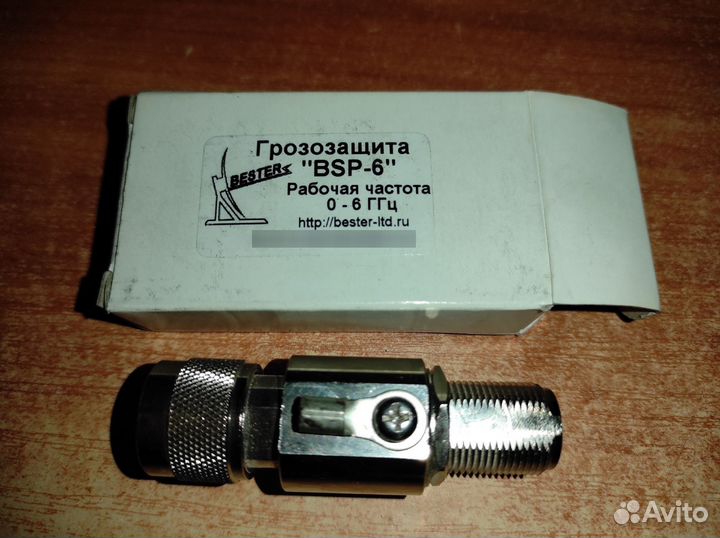 Грозозащита
BESTER
"BSP-6"
Рабочая частота
0 - 6 ГГц
http://bester-ltd.ru
Avito